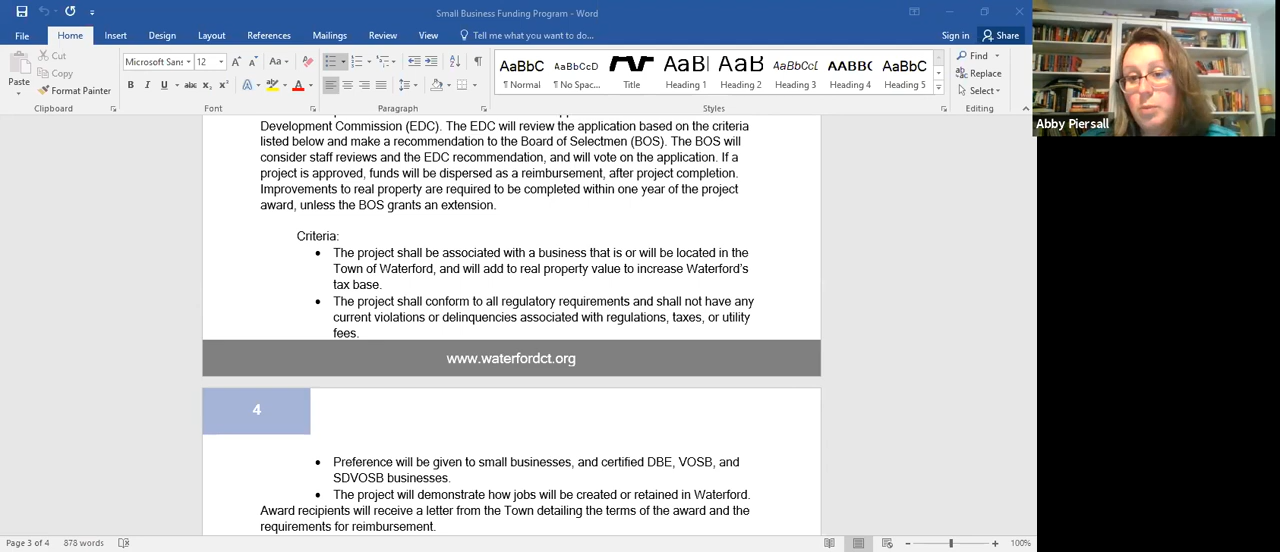 Small Business Funding Program - Word
File Home Insert Design Layout References Mailings Review View Tell me what you want to do... Sign in Share
Cut
Copy
Format Painter
Paste
Clipboard
Microsoft Sans 12
Font
Paragraph
AaBbC AaBbCcD AaBl AaB AaBbCcL AABBC AaBbC
¶ Normal ¶ No Spac... Title Heading 1 Heading 2 Heading 3 Heading 4 Heading 5
Styles
Find
Replace
Select
Editing
Abby Piersall
Development Commission (EDC). The EDC will review the application based on the criteria
listed below and make a recommendation to the Board of Selectmen (BOS). The BOS will
consider staff reviews and the EDC recommendation, and will vote on the application. If a
project is approved, funds will be dispersed as a reimbursement, after project completion.
Improvements to real property are required to be completed within one year of the project
award, unless the BOS grants an extension.
Criteria:
• The project shall be associated with a business that is or will be located in the
Town of Waterford, and will add to real property value to increase Waterford's
tax base.
• The project shall conform to all regulatory requirements and shall not have any
current violations or delinquencies associated with regulations, taxes, or utility
fees.
www.waterfordct.org
4
• Preference will be given to small businesses, and certified DBE, VOSB, and
SDVOSB businesses.
• The project will demonstrate how jobs will be created or retained in Waterford.
Award recipients will receive a letter from the Town detailing the terms of the award and the
requirements for reimbursement.
Page 3 of 4 878 words 100%